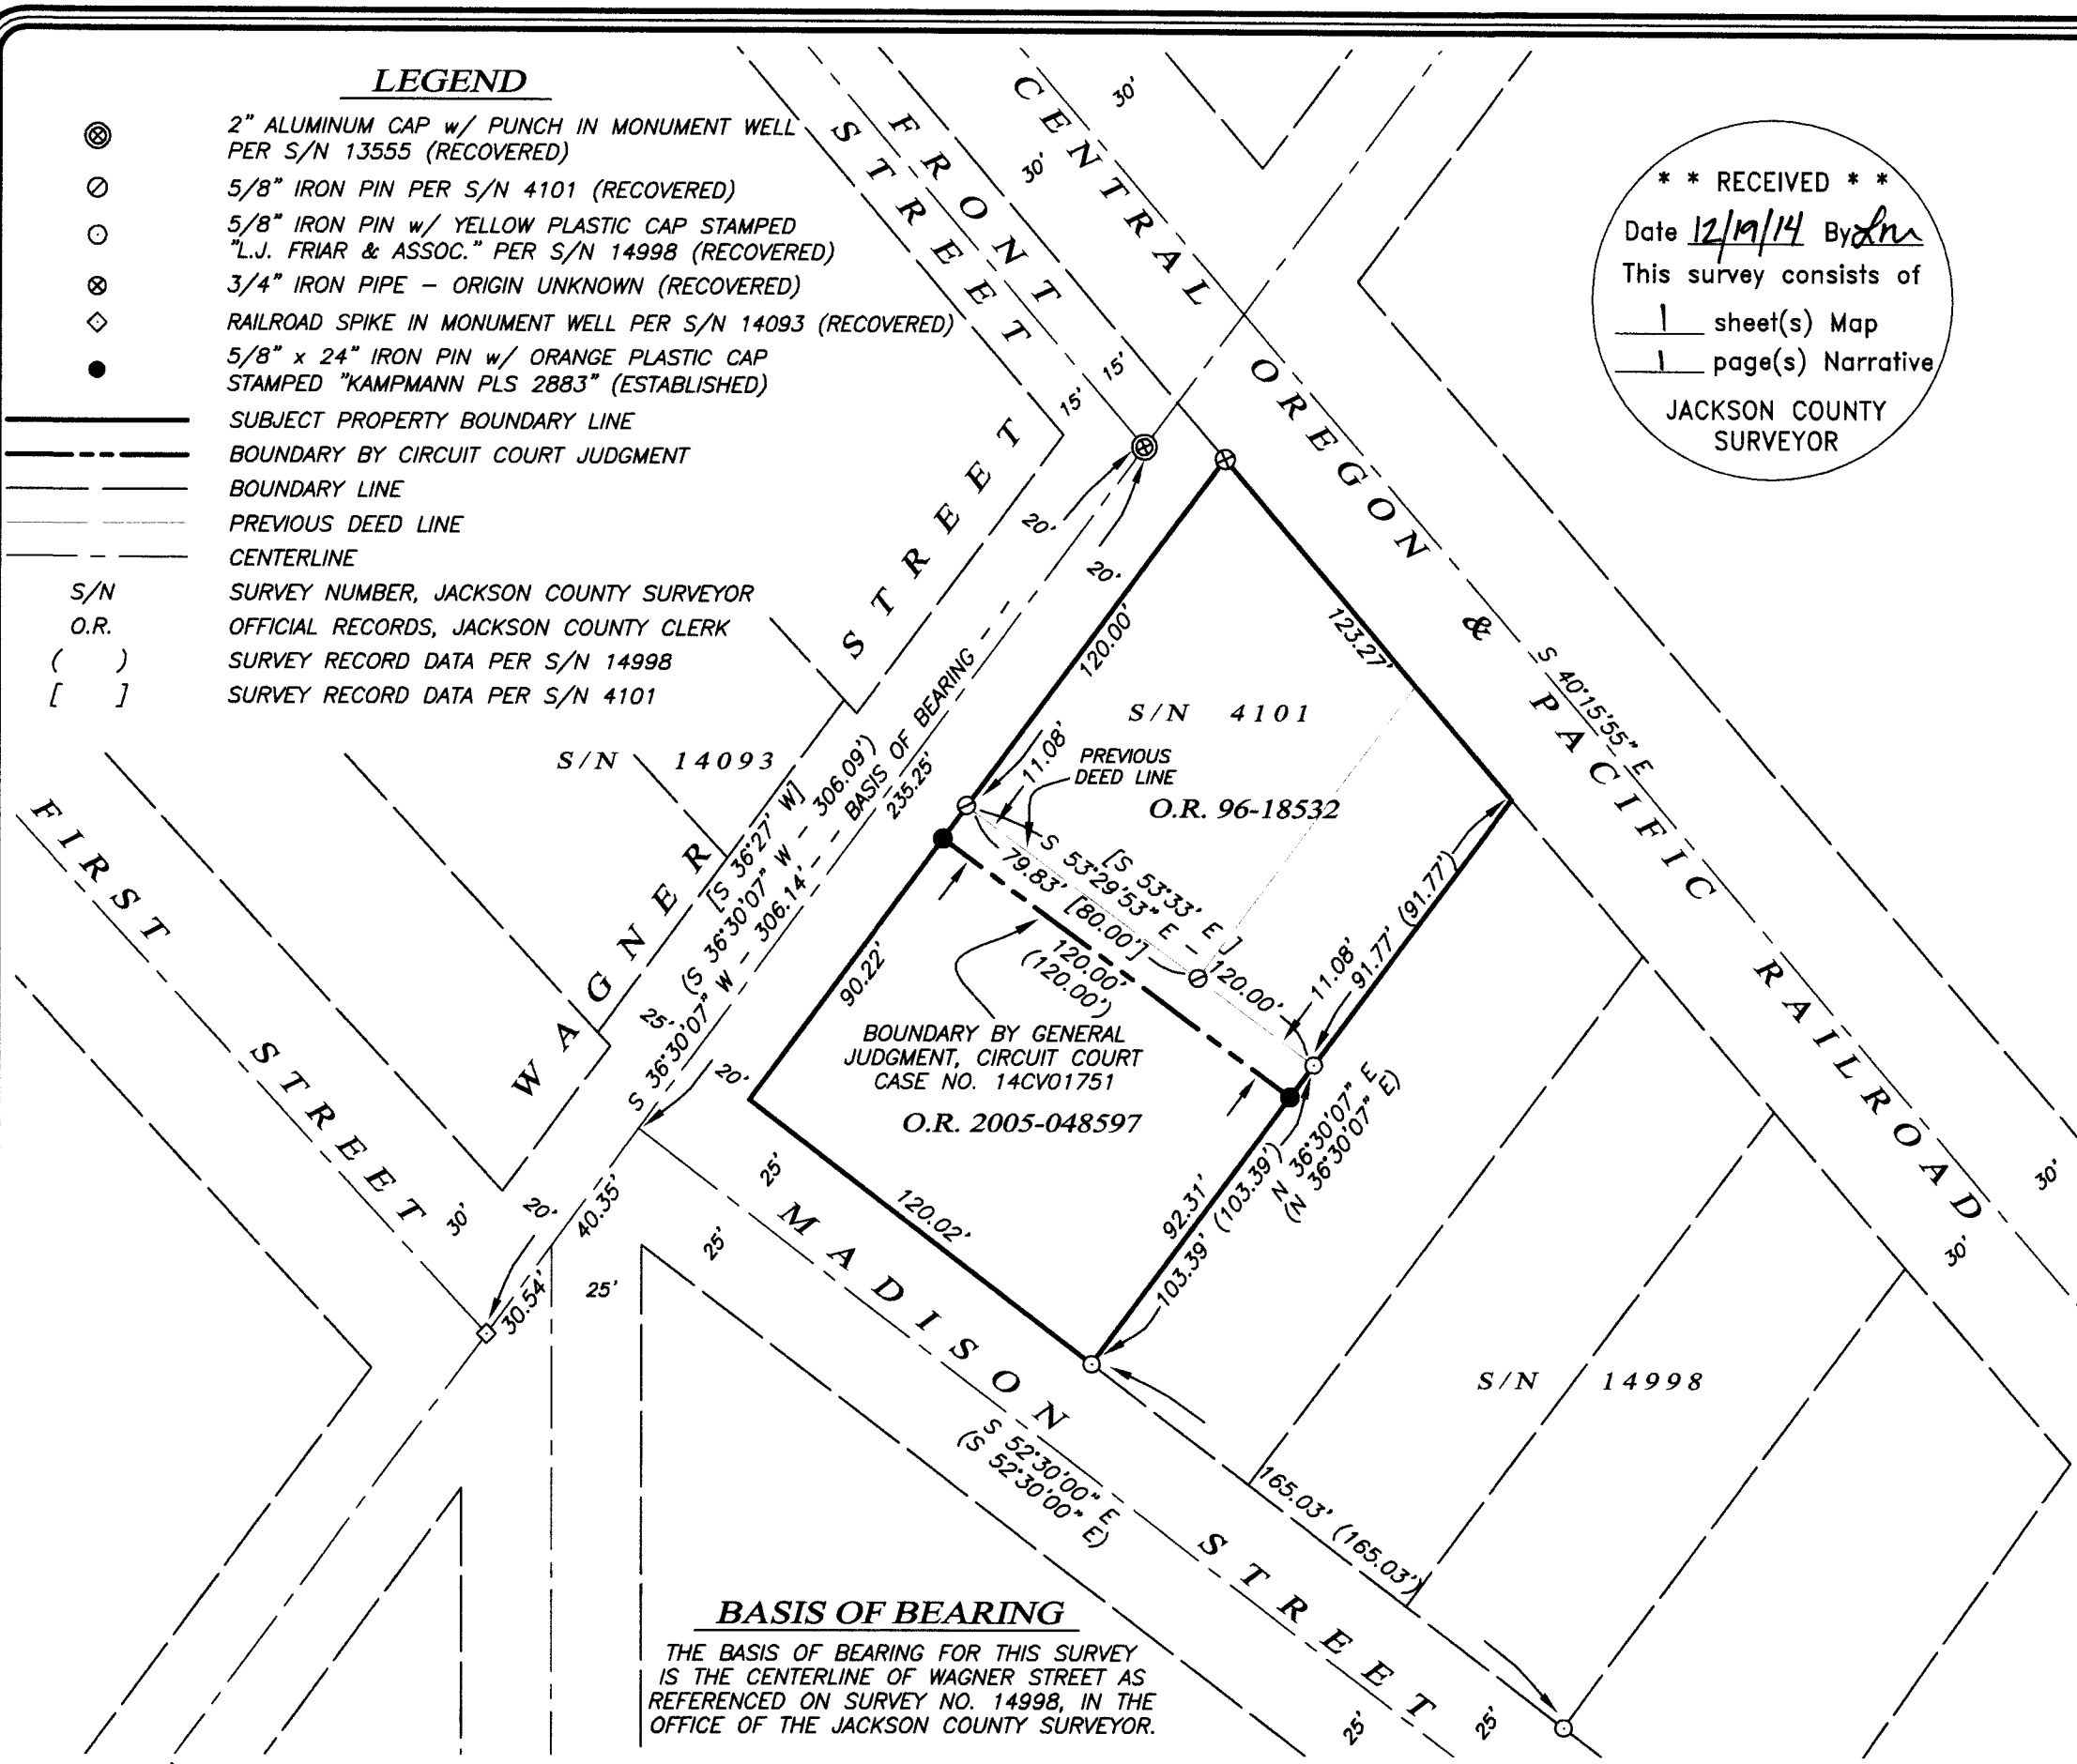 LEGEND
2" ALUMINUM CAP w/ PUNCH IN MONUMENT WELL
PER S/N 13555 (RECOVERED)
5/8" IRON PIN PER S/N 4101 (RECOVERED)
5/8" IRON PIN w/ YELLOW PLASTIC CAP STAMPED
"L.J. FRIAR & ASSOC." PER S/N 14998 (RECOVERED)
3/4" IRON PIPE – ORIGIN UNKNOWN (RECOVERED)
RAILROAD SPIKE IN MONUMENT WELL PER S/N 14093 (RECOVERED)
5/8" x 24" IRON PIN w/ ORANGE PLASTIC CAP
STAMPED "KAMPMANN PLS 2883" (ESTABLISHED)
SUBJECT PROPERTY BOUNDARY LINE
BOUNDARY BY CIRCUIT COURT JUDGMENT
BOUNDARY LINE
PREVIOUS DEED LINE
CENTERLINE
S/N SURVEY NUMBER, JACKSON COUNTY SURVEYOR
O.R. OFFICIAL RECORDS, JACKSON COUNTY CLERK
( ) SURVEY RECORD DATA PER S/N 14998
[ ] SURVEY RECORD DATA PER S/N 4101
* * RECEIVED * *
Date 12/19/14 By
This survey consists of
1 sheet(s) Map
1 page(s) Narrative
JACKSON COUNTY
SURVEYOR
FRONT
STREET
CENTRAL OREGON & PACIFIC RAILROAD
30'
30'
15'
15'
20'
20'
120.00'
123.27'
S 40°15'55" E
S/N 4101
PREVIOUS
DEED LINE
O.R. 96-18532
11.08'
S/N 14093
WAGNER STREET
[S 36°27' W]
(S 36°30'07" W - 306.09')
S 36°30'07" W - 306.14' - BASIS OF BEARING
235.25'
[S 53°33' E]
S 53°29'53" E - 120.00'
79.83' [80.00']
120.00'
(120.00')
91.77' (91.77')
11.08'
90.22'
25'
20'
BOUNDARY BY GENERAL
JUDGMENT, CIRCUIT COURT
CASE NO. 14CV01751
O.R. 2005-048597
N 36°30'07" E
(N 36°30'07" E)
92.31'
103.39' (103.39')
120.02'
FIRST STREET
30'
20'
40.35'
30.54'
25'
25'
25'
MADISON STREET
S 52°30'00" E
(S 52°30'00" E)
S/N 14998
165.03' (165.03')
30'
30'
25'
25'
BASIS OF BEARING
THE BASIS OF BEARING FOR THIS SURVEY
IS THE CENTERLINE OF WAGNER STREET AS
REFERENCED ON SURVEY NO. 14998, IN THE
OFFICE OF THE JACKSON COUNTY SURVEYOR.